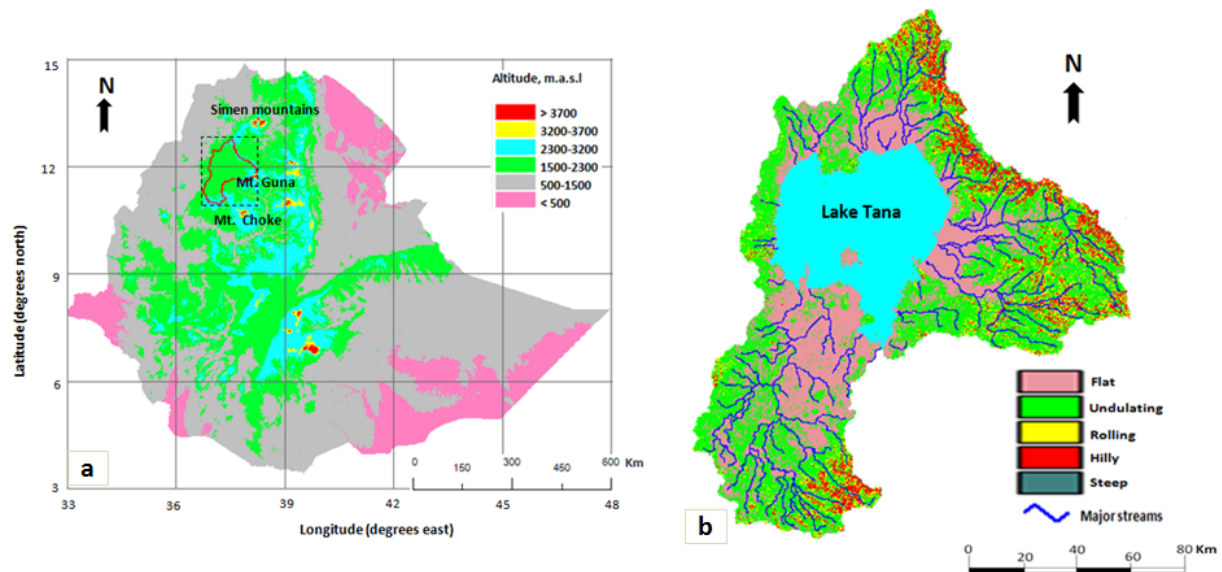 15
N
Altitude, m.a.s.l
Simen mountains
> 3700
3200-3700
2300-3200
1500-2300
500-1500
< 500
12
Mt. Guna
Mt. Choke
9
Latitude (degrees north)
6
a
0 150 300 450 600 Km
3
33 36 39 42 45 48
Longitude (degrees east)
N
Lake Tana
Flat
Undulating
Rolling
Hilly
Steep
Major streams
b
0 20 40 60 80 Km